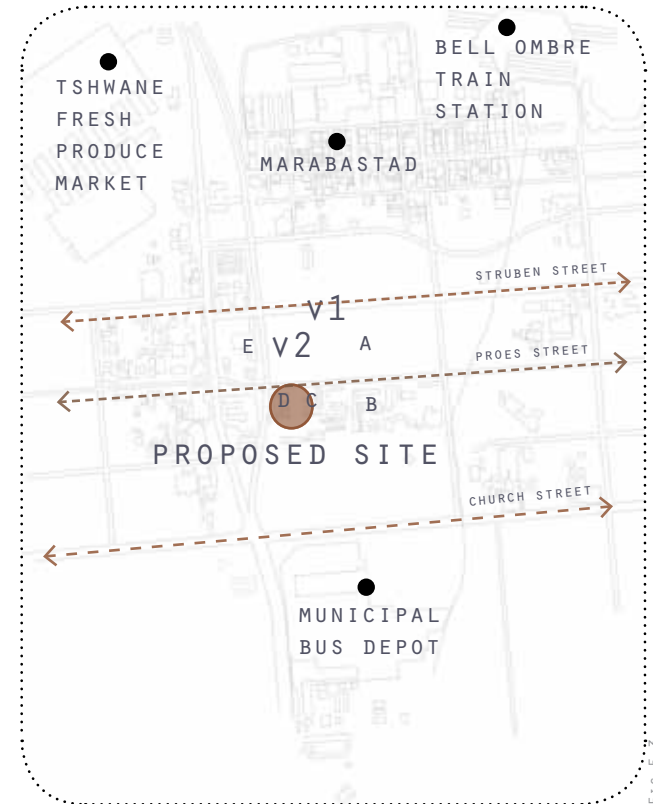 BELL OMBRE
TRAIN
STATION
TSHWANE
FRESH
PRODUCE
MARKET
MARABASTAD
STRUBEN STREET
v1
E v2 A
PROES STREET
D C B
PROPOSED SITE
CHURCH STREET
MUNICIPAL
BUS DEPOT